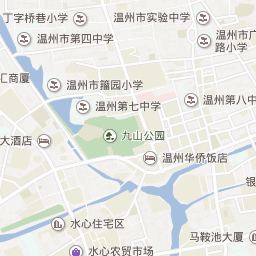 丁字桥巷小学
温州市实验中学
温州市第四中学
温州市广
路小学
汇商厦
温州市籀园小学
温州第七中学
温州第八中
大酒店
九山公园
温州华侨饭店
水心住宅区
马鞍池大厦
水心农贸市场